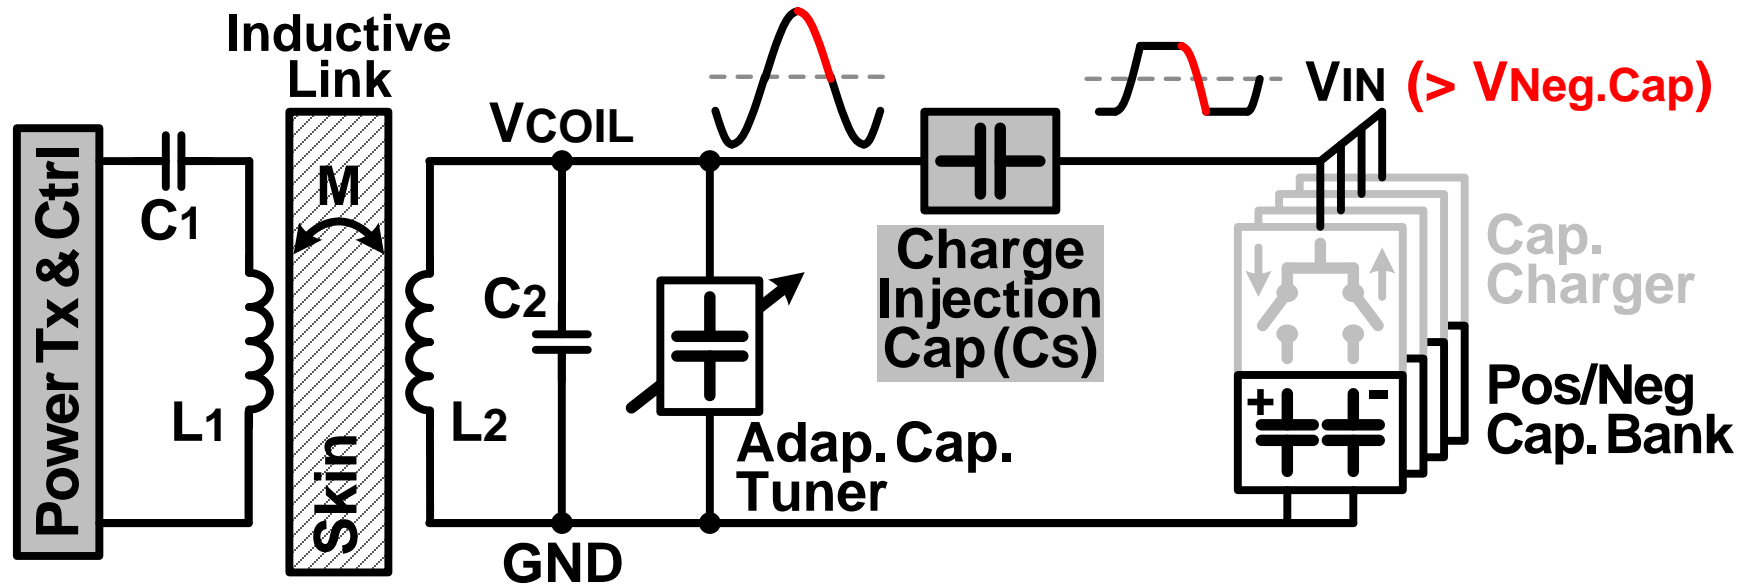 Inductive
Link
Power Tx & Ctrl
C1
L1
M
Skin
L2
VCOIL
C2
GND
Adap. Cap.
Tuner
Charge
Injection
Cap (CS)
VIN (> VNeg.Cap)
Cap.
Charger
+ -
Pos/Neg
Cap. Bank